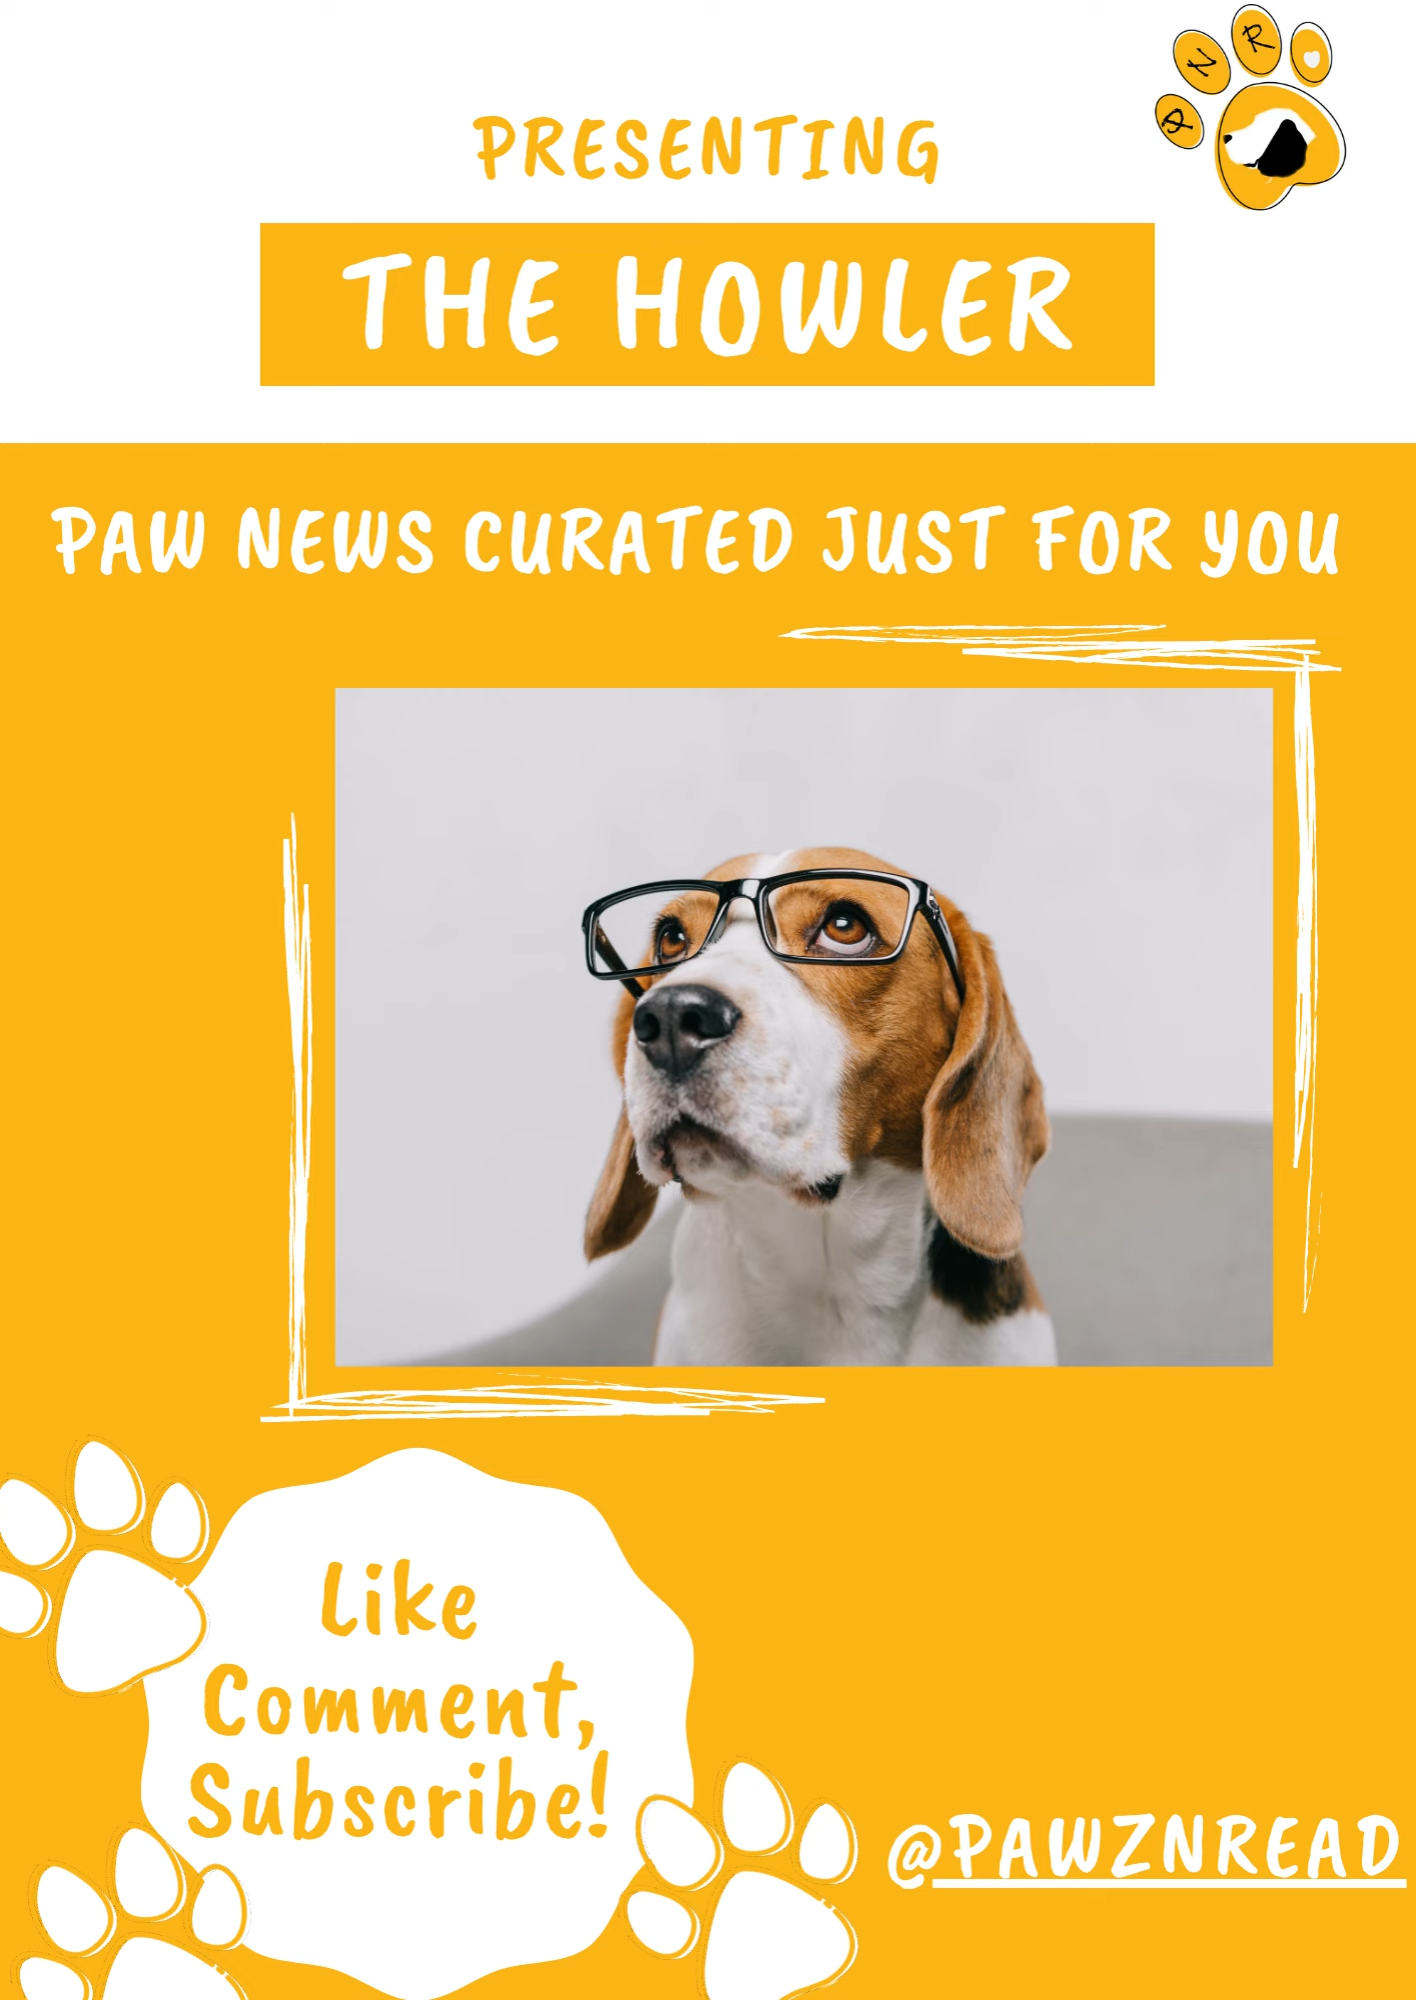 P N R
PRESENTING
THE HOWLER
PAW NEWS CURATED JUST FOR YOU
Like
Comment,
Subscribe!
@PAWZNREAD